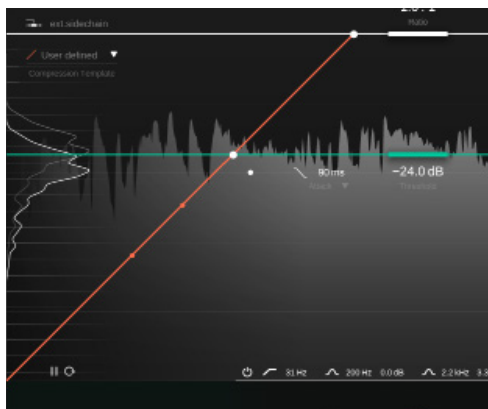 ext.sidechain
Ratio
User defined
Compression Template
90 ms
Attack
-24.0 dB
Threshold
31 Hz
200 Hz
0.0 dB
2.2 kHz